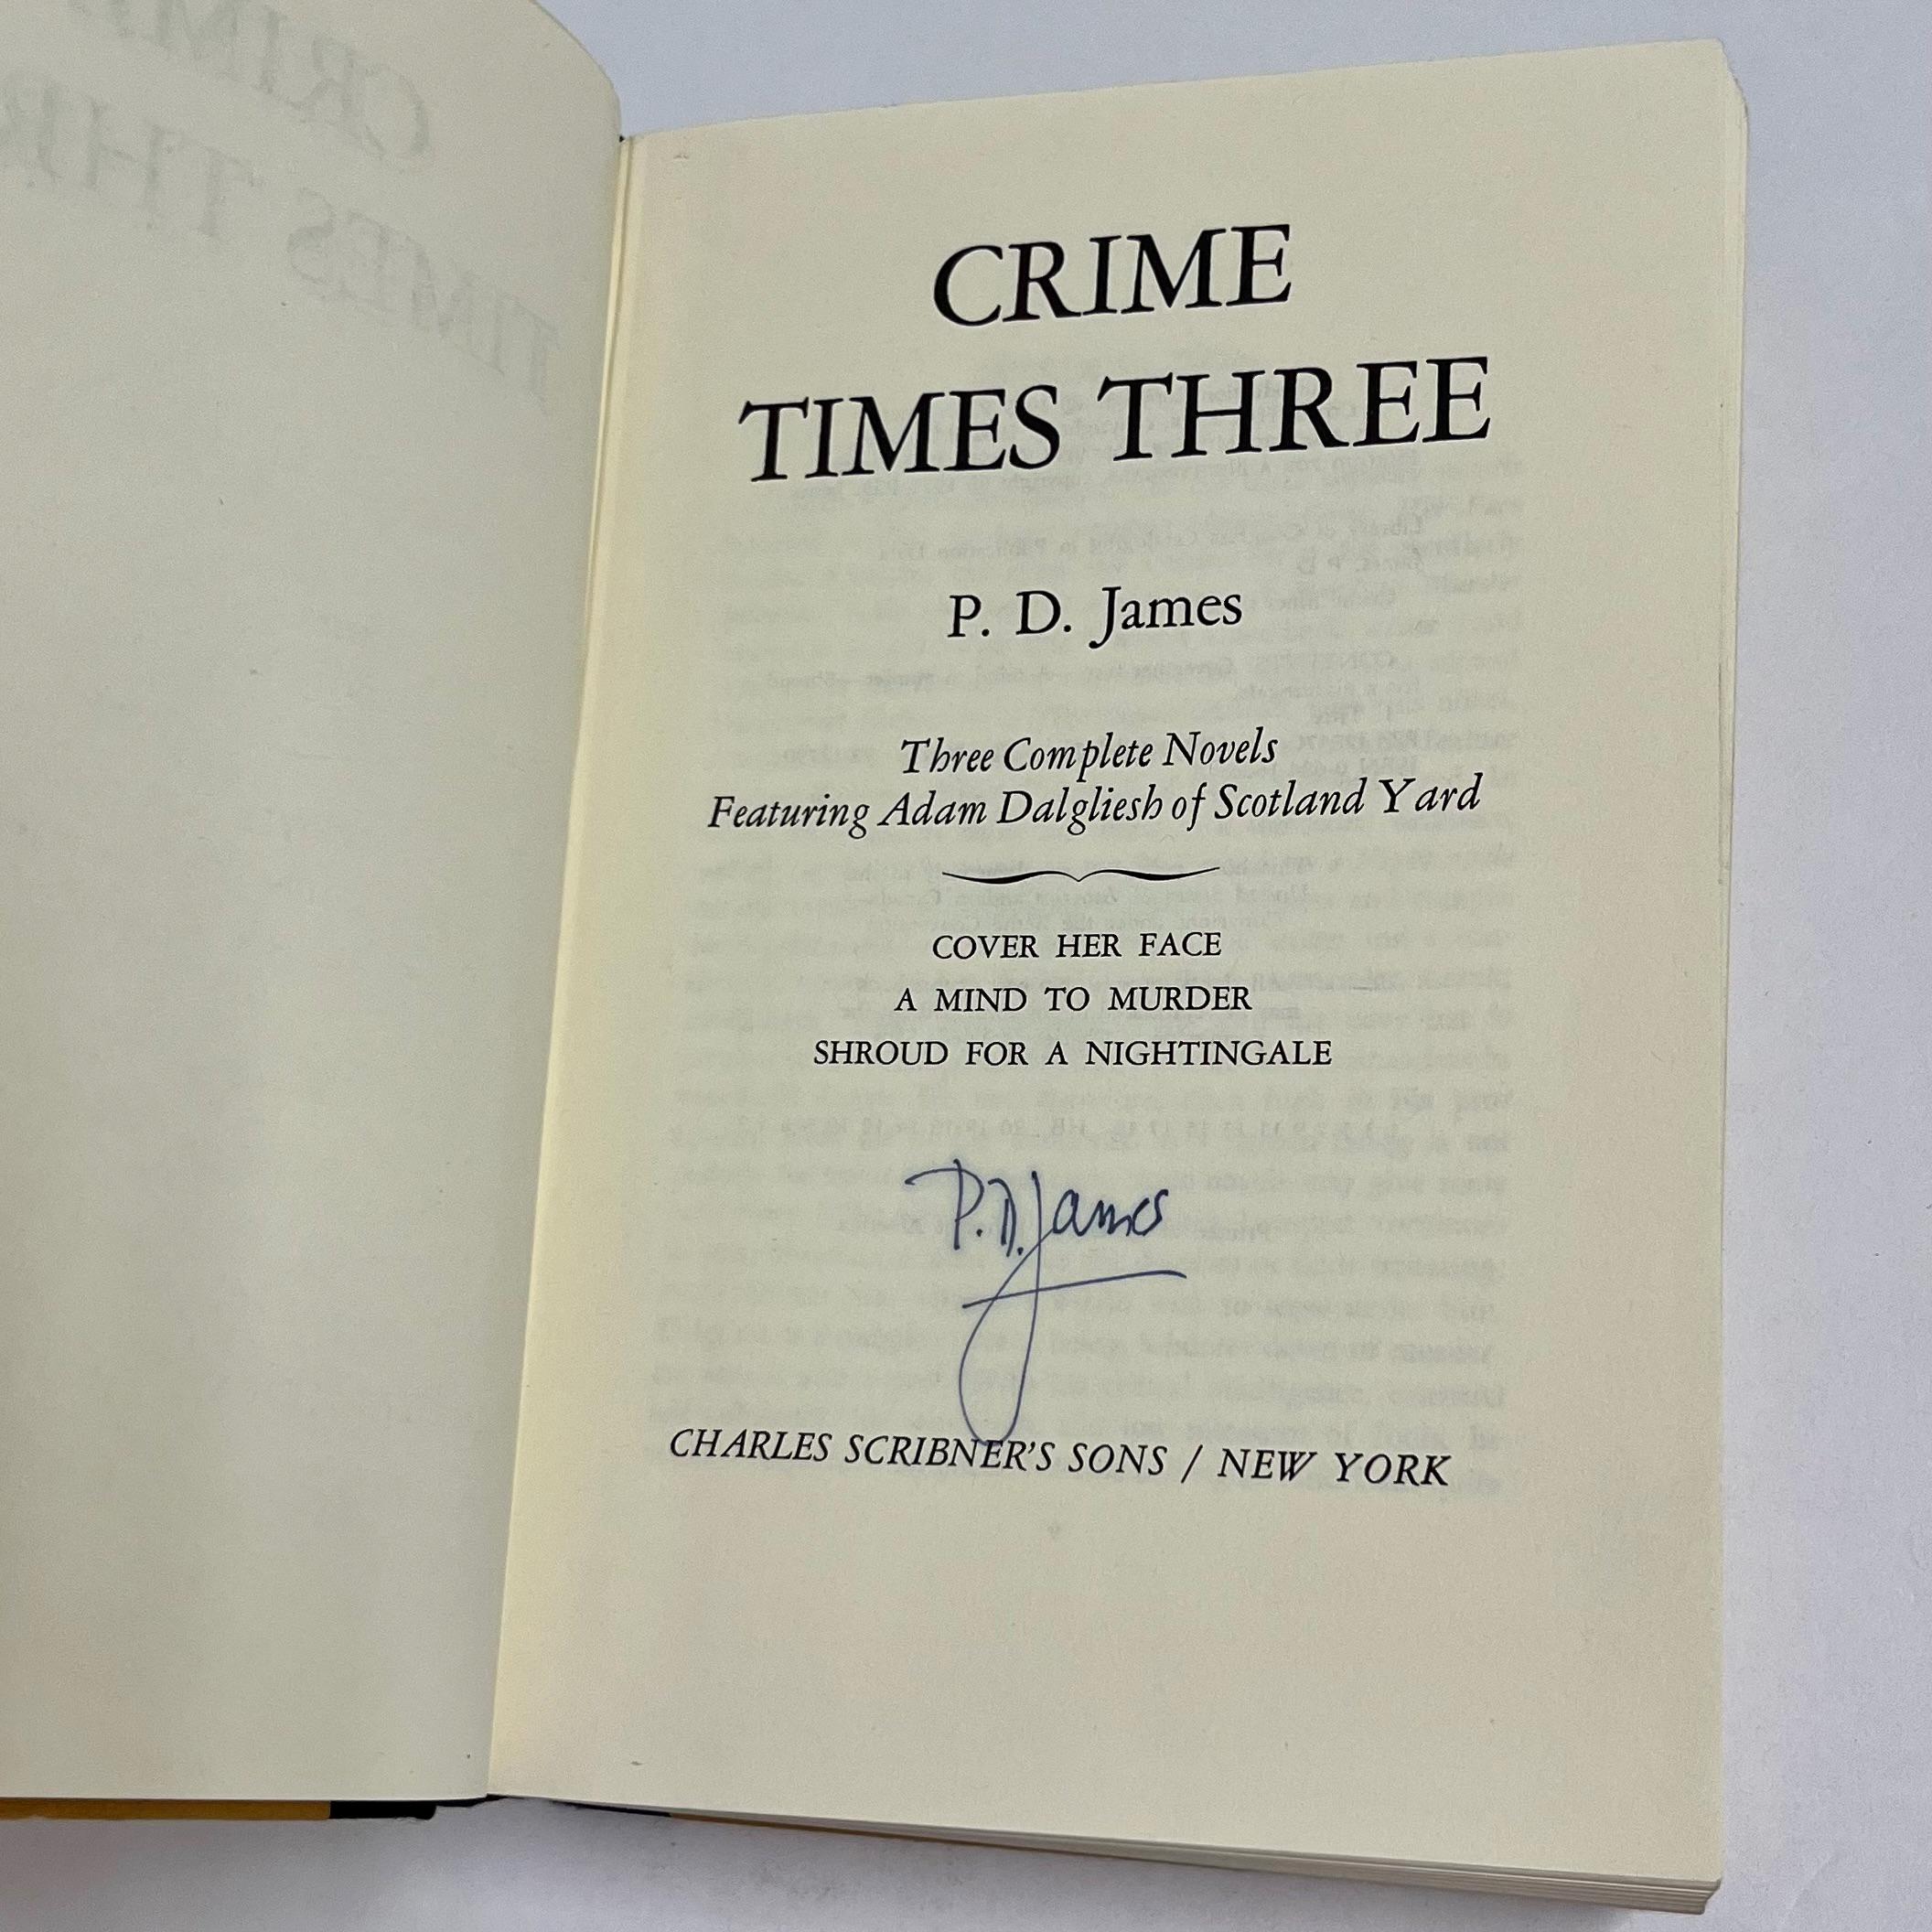 CRIME
TIMES THREE
P. D. James
Three Complete Novels
Featuring Adam Dalgliesh of Scotland Yard
COVER HER FACE
A MIND TO MURDER
SHROUD FOR A NIGHTINGALE
P.D. James
CHARLES SCRIBNER'S SONS / NEW YORK